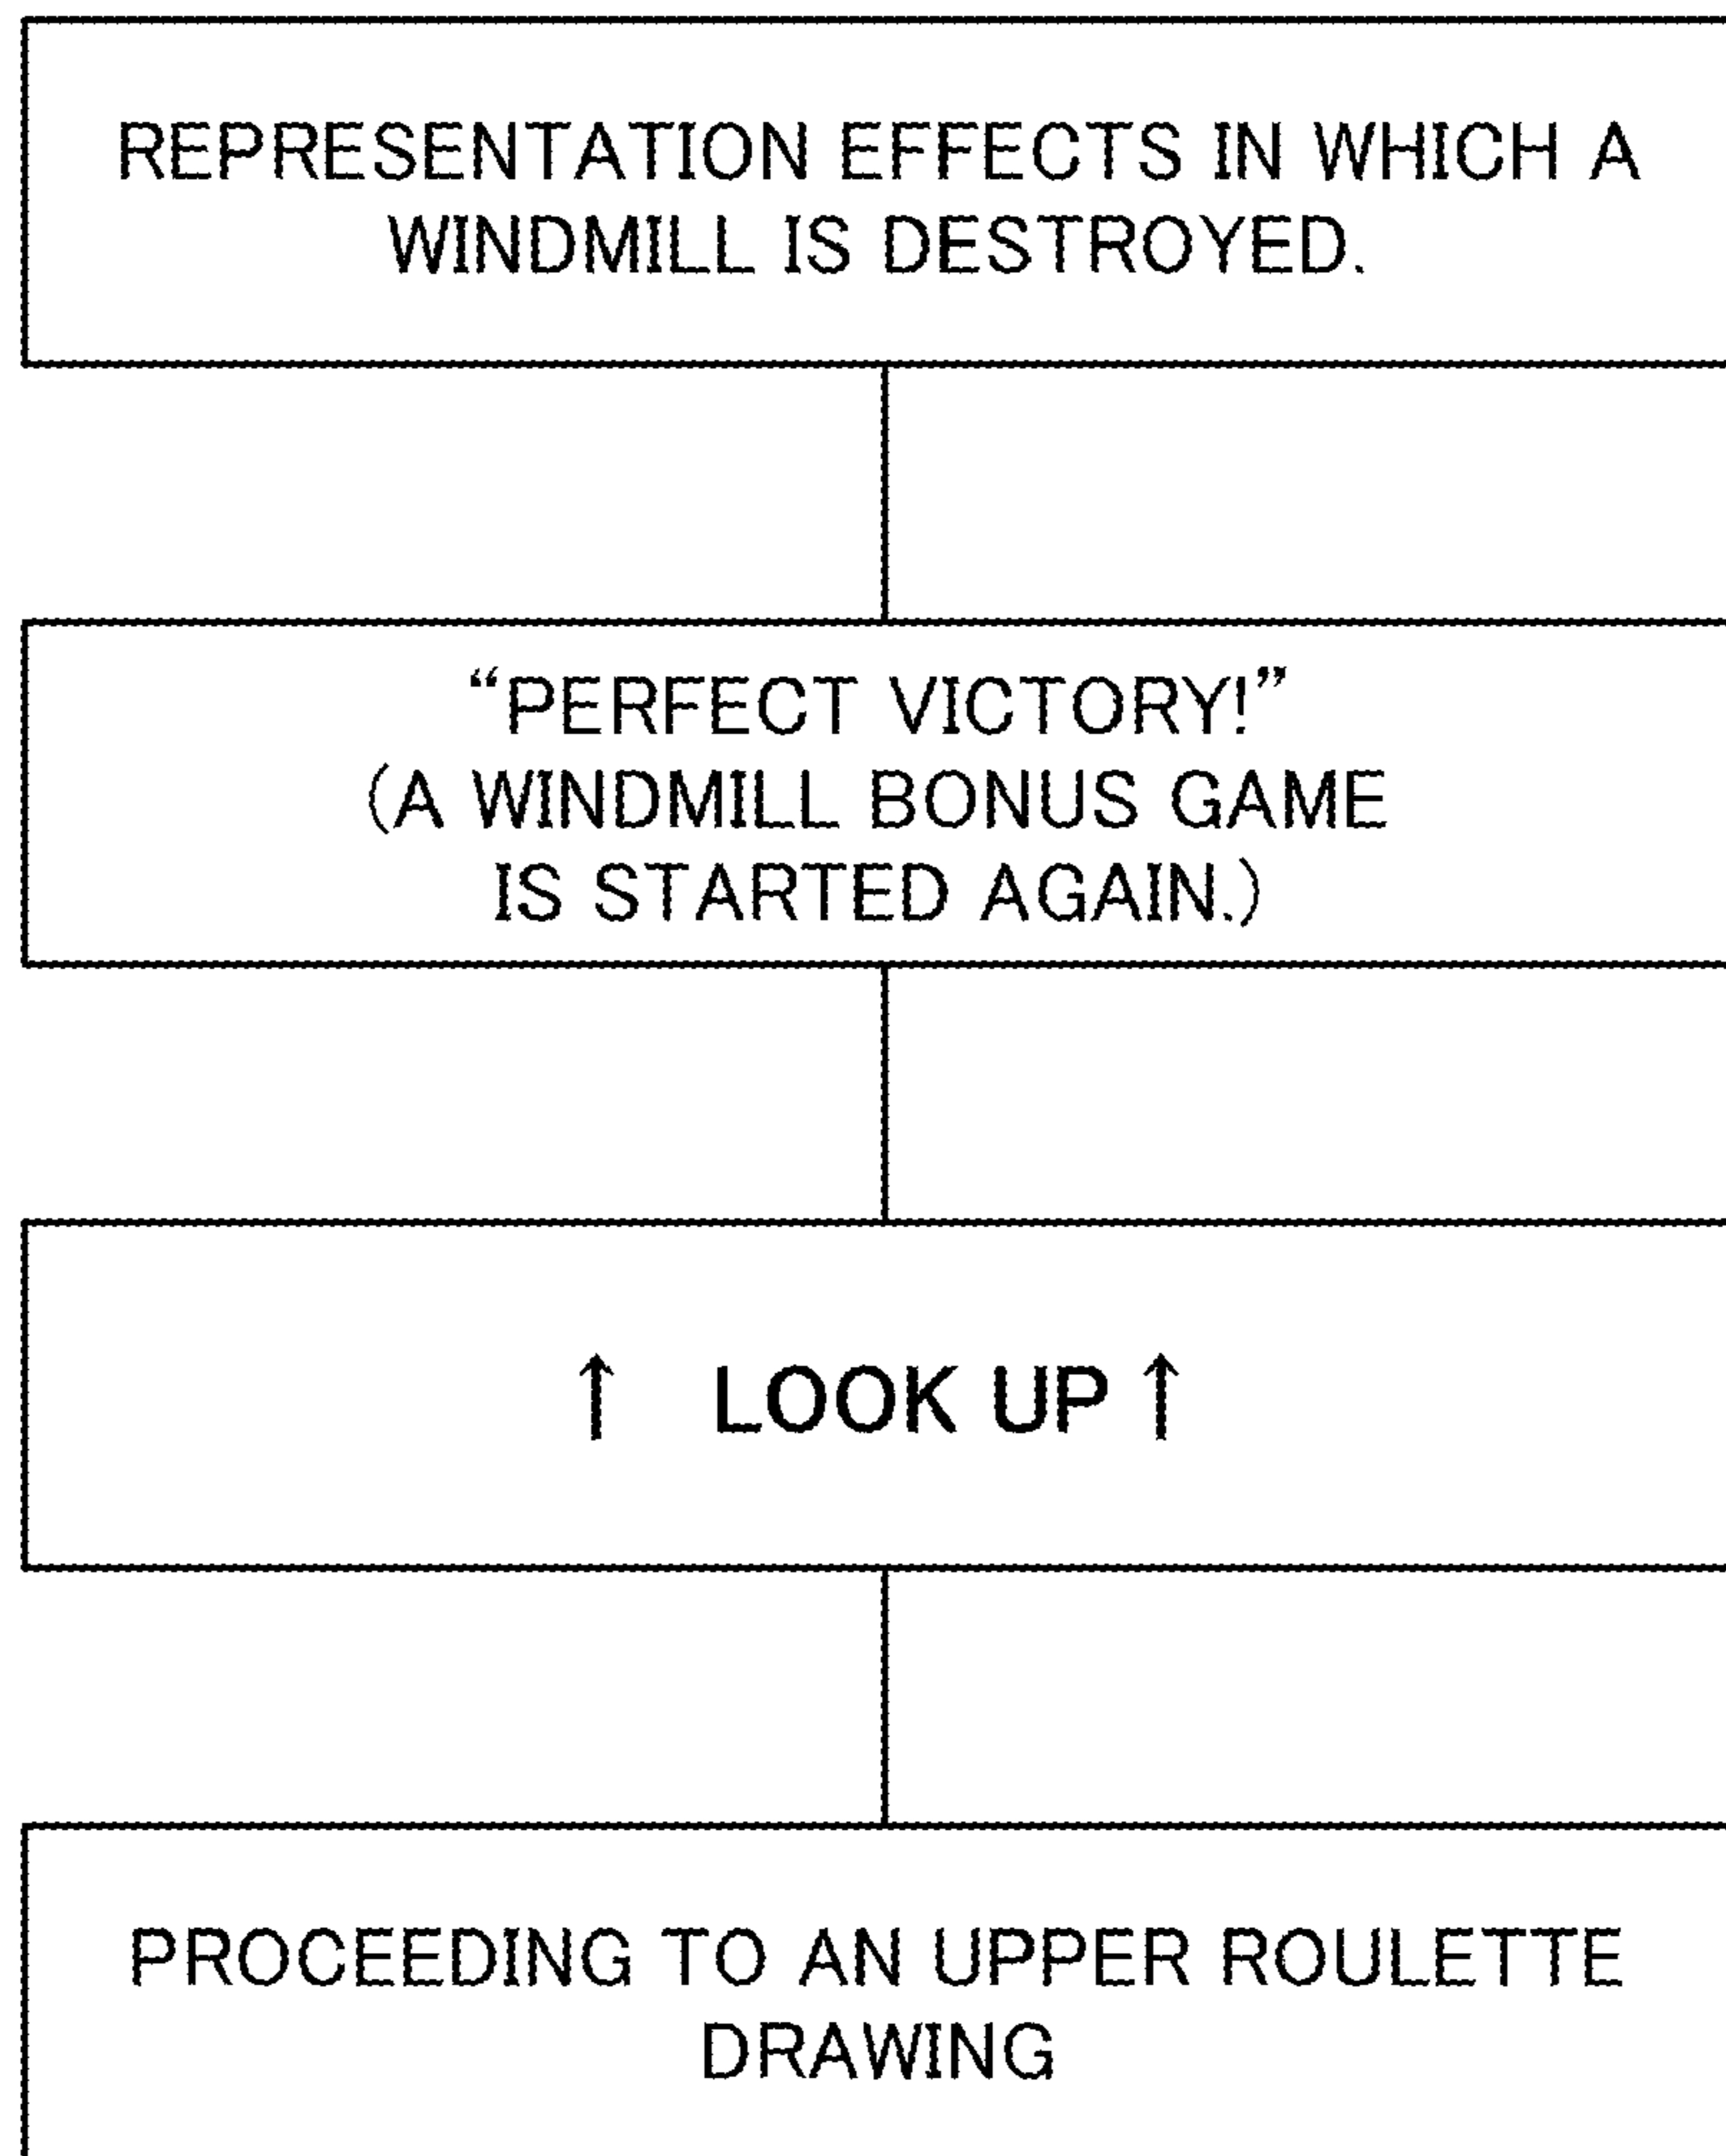 REPRESENTATION EFFECTS IN WHICH A
WINDMILL IS DESTROYED.
“PERFECT VICTORY!”
(A WINDMILL BONUS GAME
IS STARTED AGAIN.)
↑ LOOK UP ↑
PROCEEDING TO AN UPPER ROULETTE
DRAWING